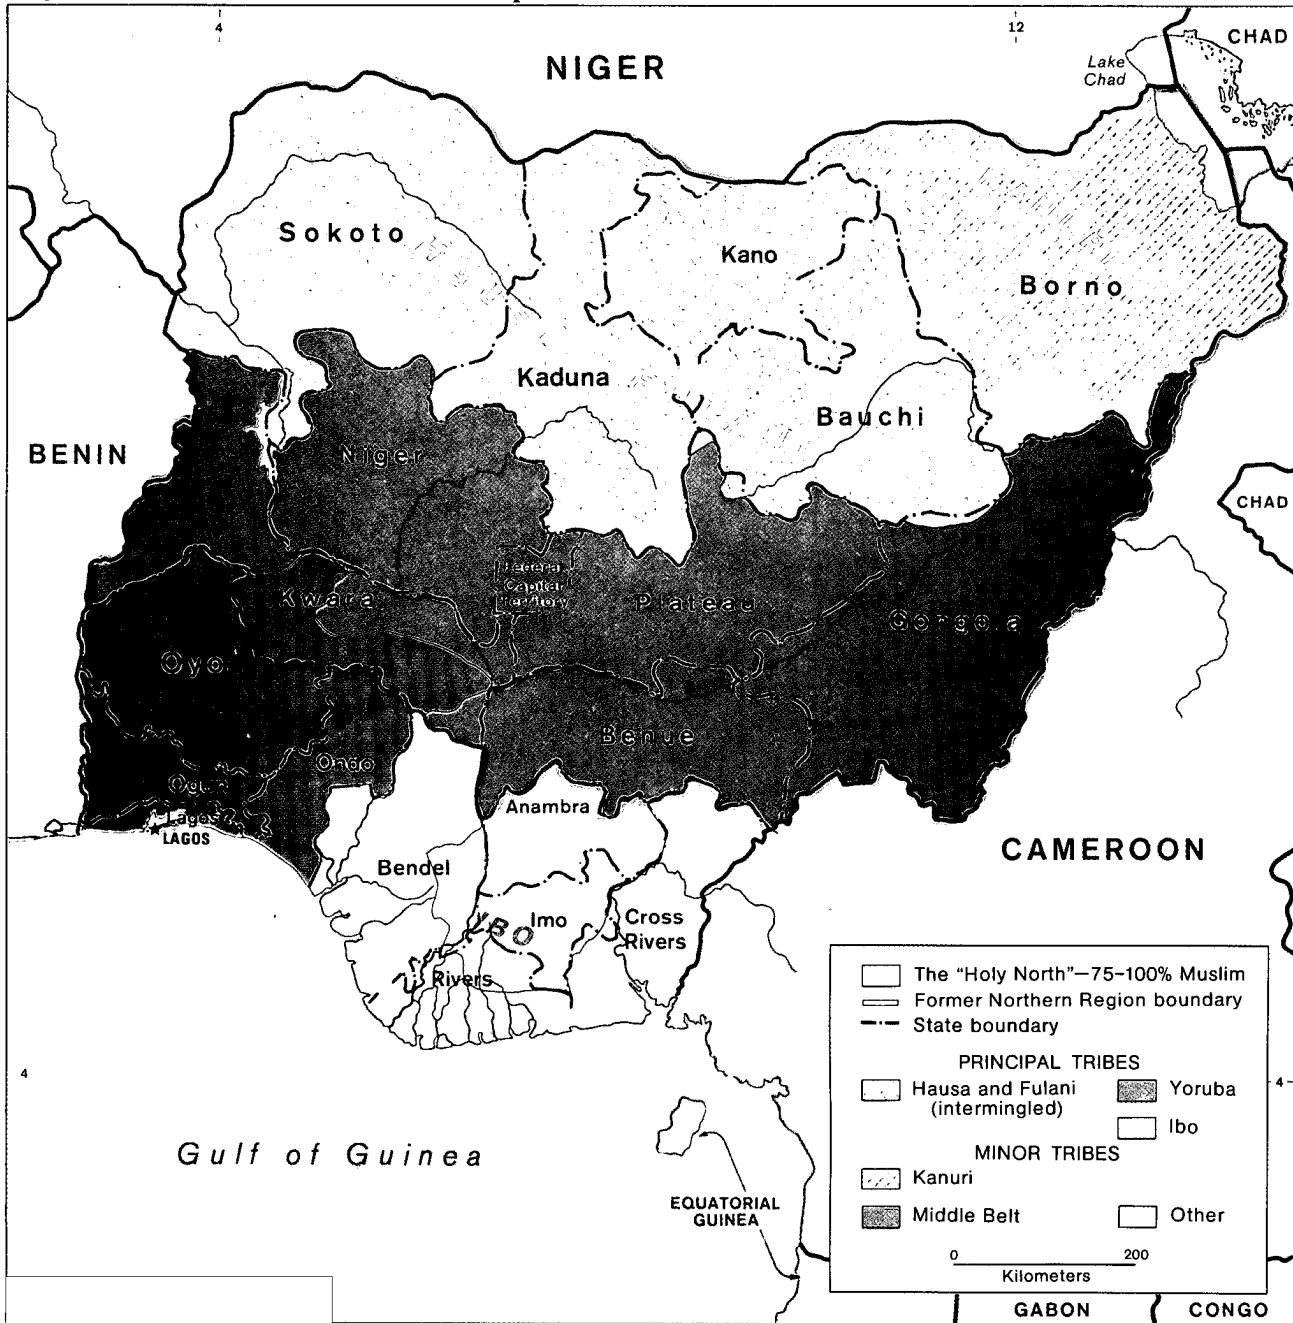 4
12
CHAD
Lake
Chad
NIGER
Sokoto
Kano
Borno
Kaduna
Bauchi
BENIN
Niger
CHAD
Federal
Capital
Territory
Kwara
Plateau
Gongola
Oyo
Benue
Ondo
Ogun
Lagos
LAGOS
Anambra
CAMEROON
Bendel
IBO
Imo
Cross
Rivers
Rivers
The "Holy North"—75-100% Muslim
Former Northern Region boundary
State boundary
PRINCIPAL TRIBES
Hausa and Fulani
(intermingled)
Yoruba
Ibo
MINOR TRIBES
Kanuri
Middle Belt
Other
0 200
Kilometers
4
4
Gulf of Guinea
EQUATORIAL
GUINEA
GABON
CONGO